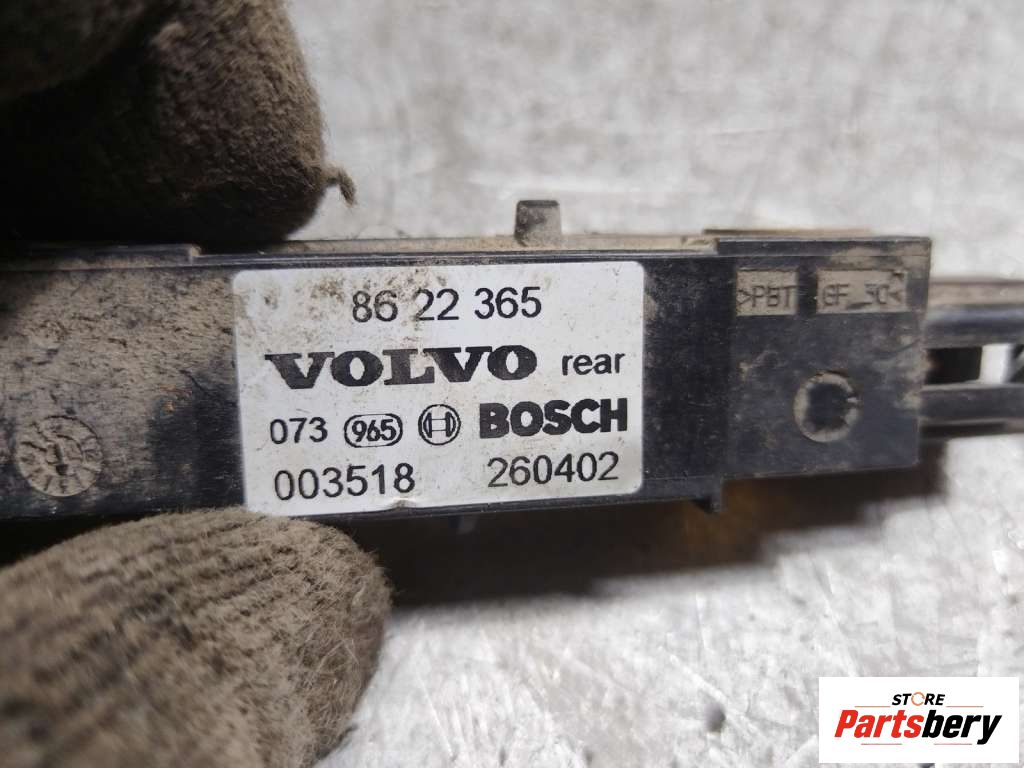 86 22 365
VOLVO rear
073 965 BOSCH
003518 260402
>PBT GF 30<
STORE
Partsbery